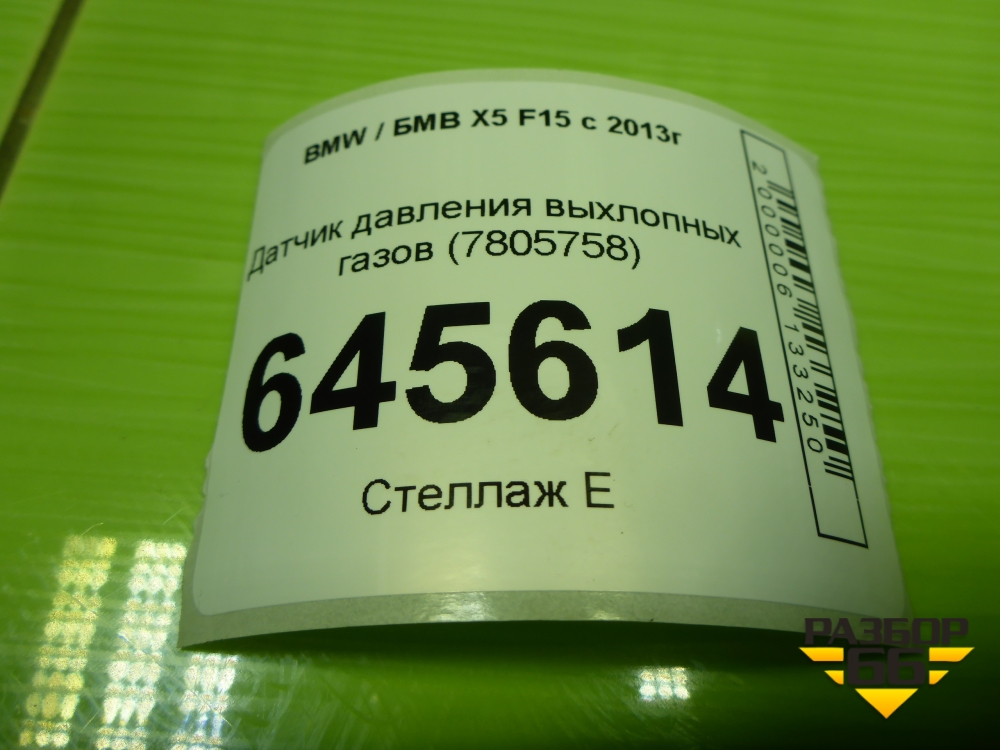 BMW / БМВ X5 F15 с 2013г
Датчик давления выхлопных
газов (7805758)
645614
Стеллаж Е
2000006133250
РАЗБОР
66